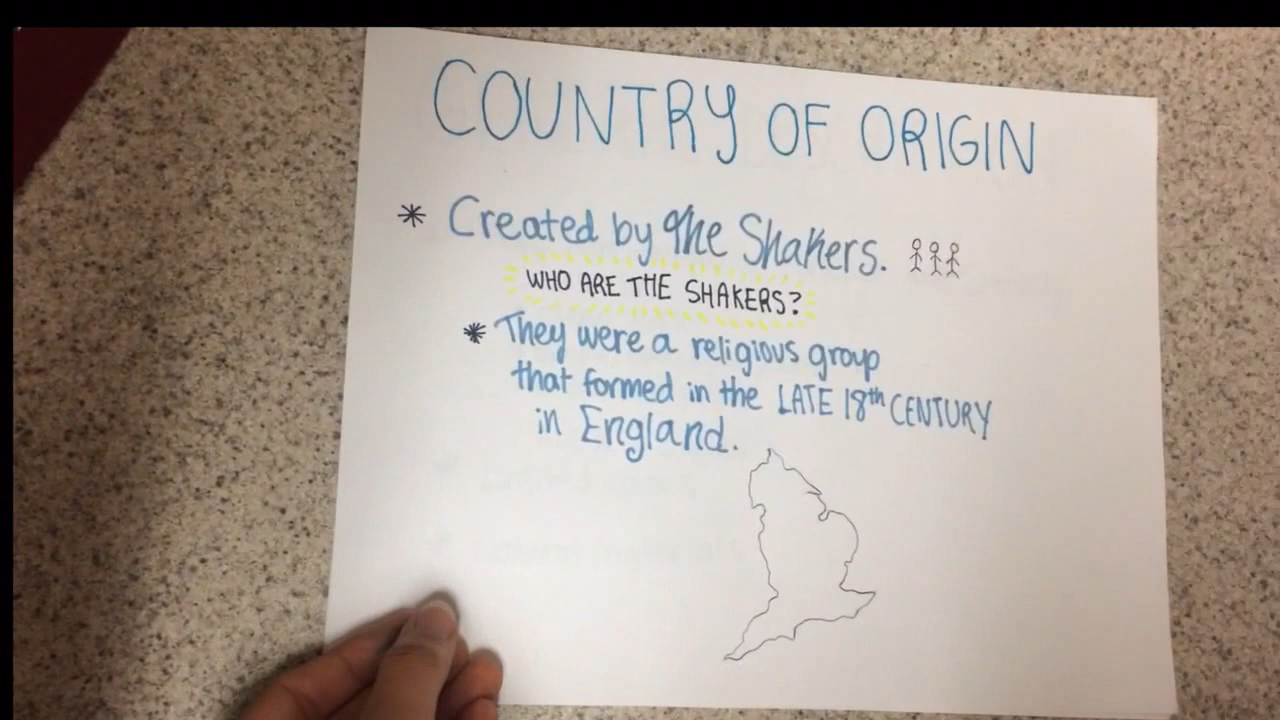 COUNTRY OF ORIGIN
* Created by the Shakers.
WHO ARE THE SHAKERS?
* They were a religious group
that formed in the LATE 18th CENTURY
in England.